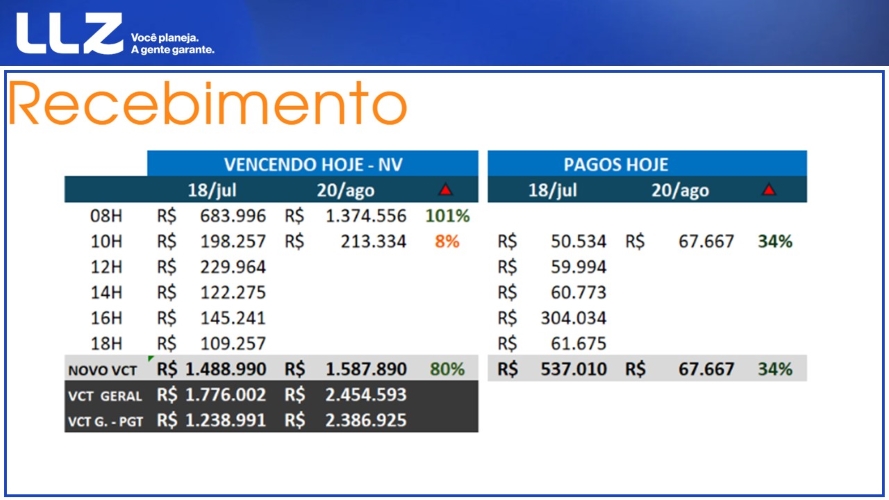 LLZ Você planeja.
A gente garante.
Recebimento
VENCENDO HOJE - NV PAGOS HOJE
18/jul 20/ago 18/jul 20/ago
08H R$ 683.996 R$ 1.374.556 101%
10H R$ 198.257 R$ 213.334 8% R$ 50.534 R$ 67.667 34%
12H R$ 229.964 R$ 59.994
14H R$ 122.275 R$ 60.773
16H R$ 145.241 R$ 304.034
18H R$ 109.257 R$ 61.675
NOVO VCT R$ 1.488.990 R$ 1.587.890 80% R$ 537.010 R$ 67.667 34%
VCT GERAL R$ 1.776.002 R$ 2.454.593
VCT G. - PGT R$ 1.238.991 R$ 2.386.925